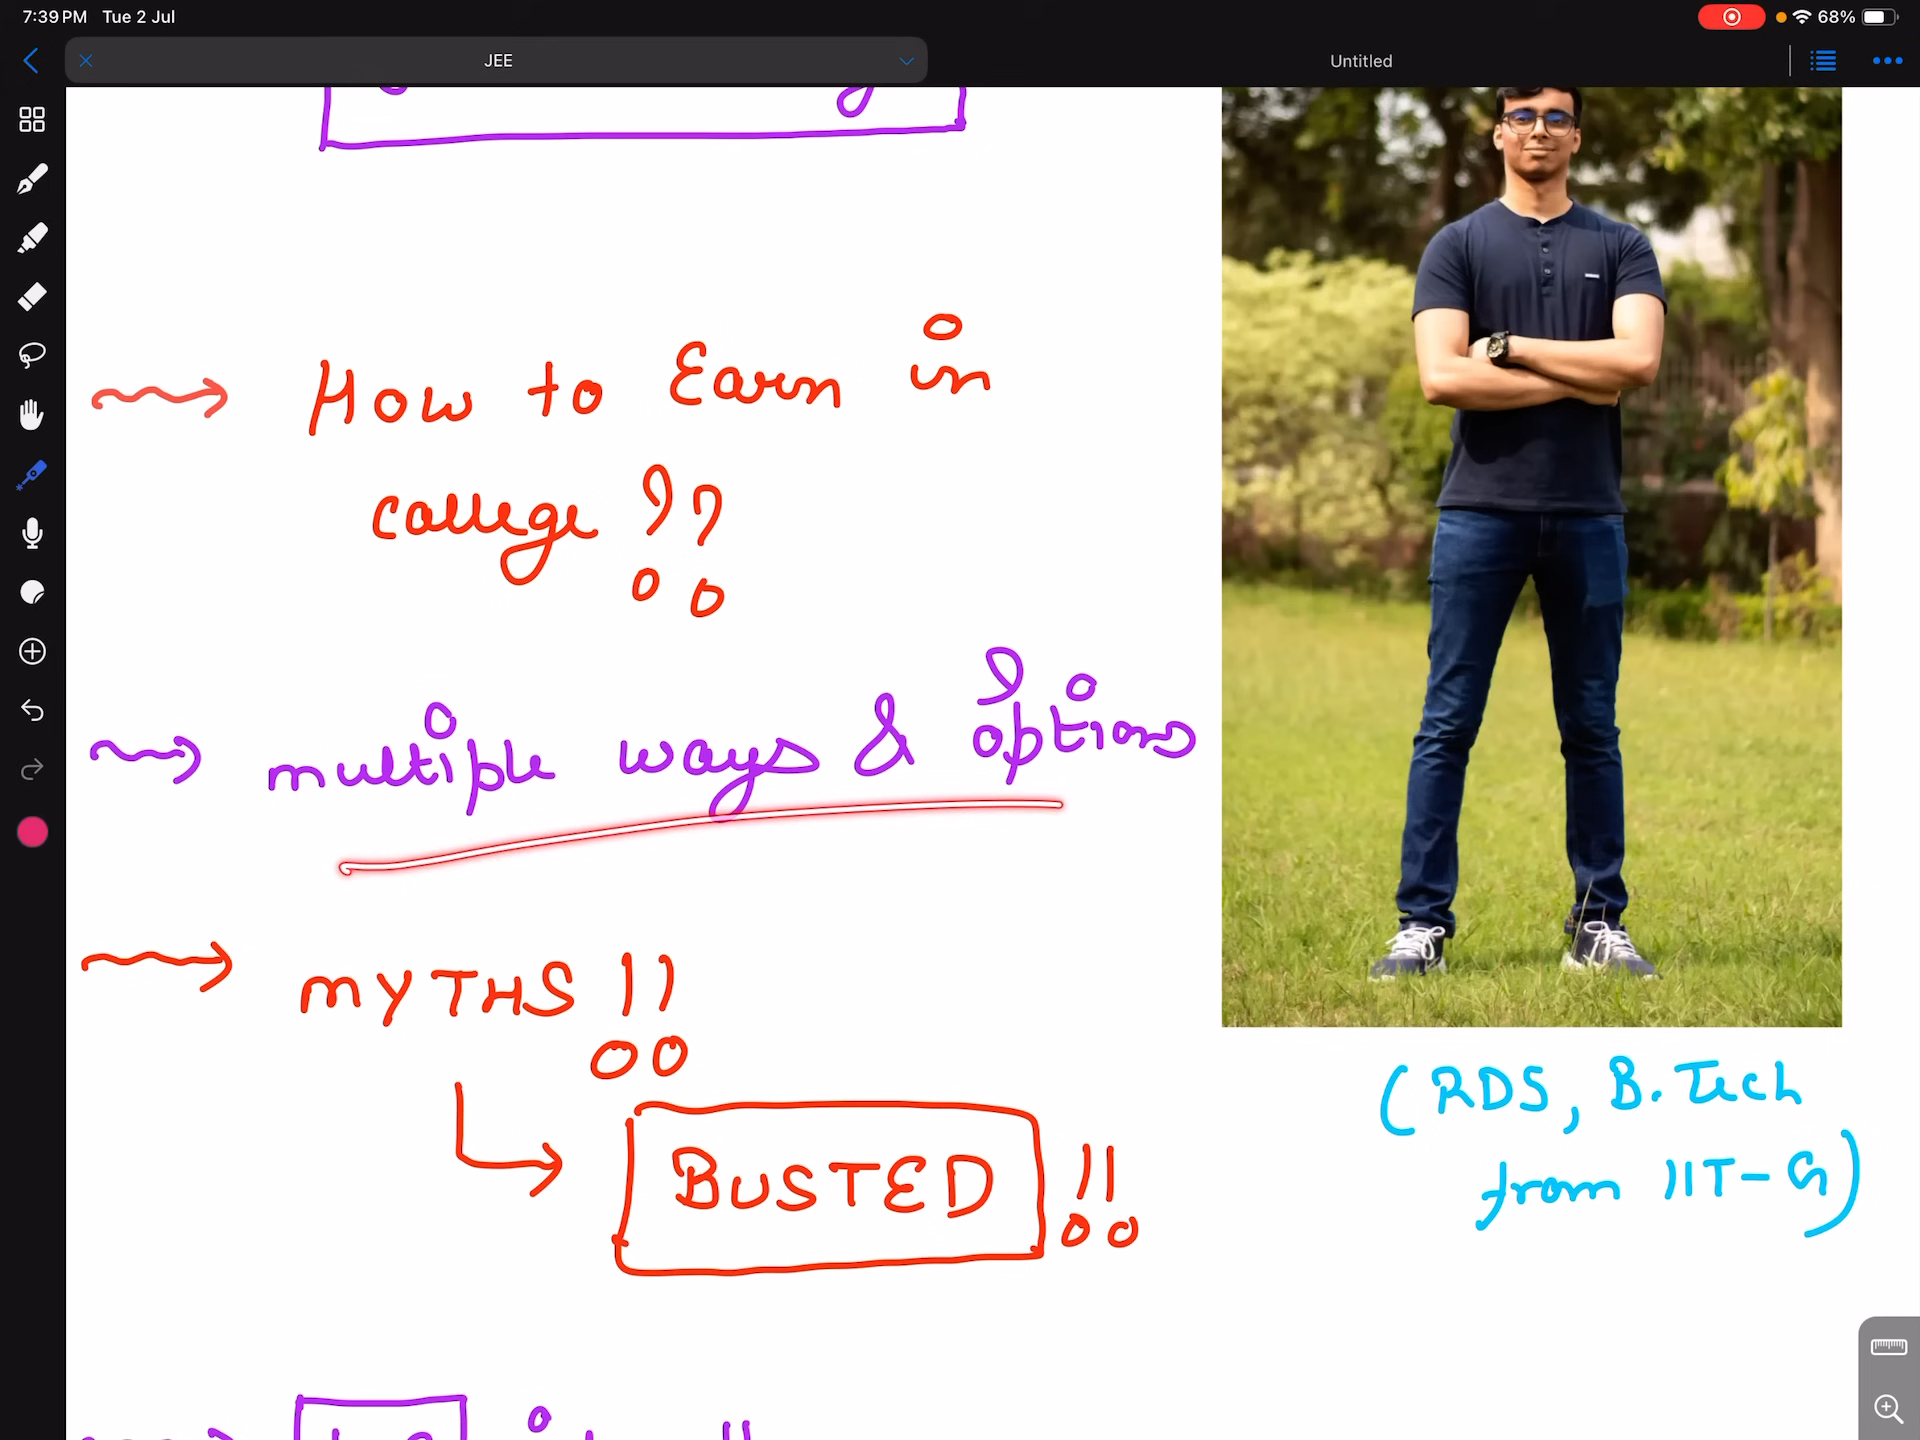 7:39 PM Tue 2 Jul
68%
JEE
Untitled
How to Earn in
college ??
multiple ways & options
MYTHS !!
BUSTED !!
(RDS, B.Tech
from IIT-G)